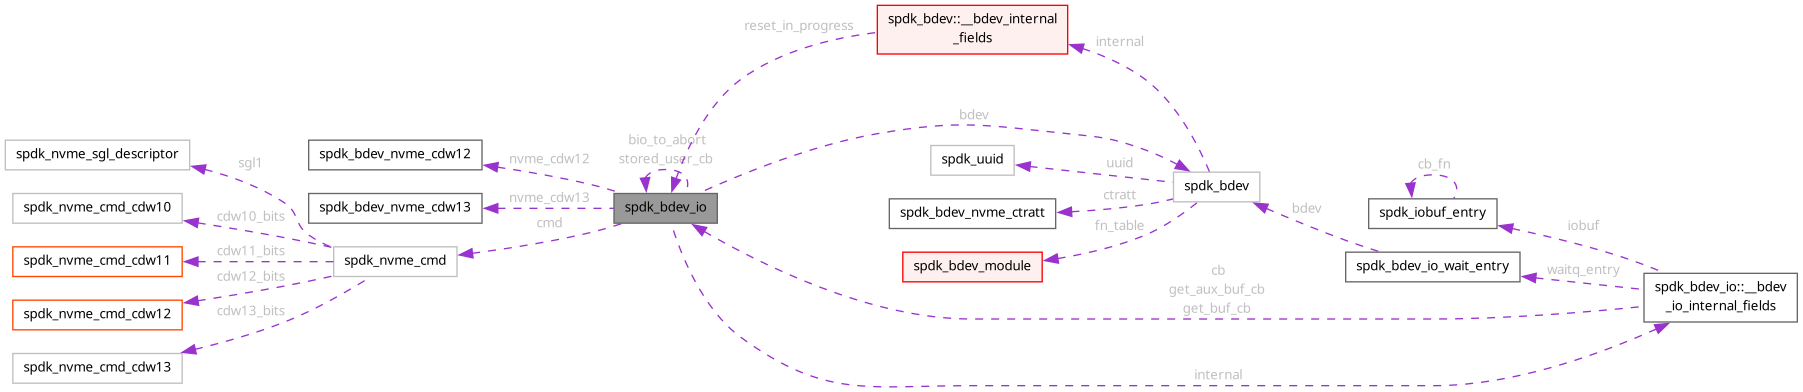 spdk_bdev::__bdev_internal
_fields
reset_in_progress
internal
bdev
bio_to_abort
stored_user_cb
spdk_nvme_sgl_descriptor
sgl1
spdk_bdev_nvme_cdw12
nvme_cdw12
spdk_uuid
uuid
spdk_bdev
cb_fn
spdk_nvme_cmd_cdw10
cdw10_bits
spdk_bdev_nvme_cdw13
nvme_cdw13
spdk_bdev_io
cmd
spdk_bdev_nvme_ctratt
ctratt
fn_table
bdev
spdk_iobuf_entry
iobuf
spdk_nvme_cmd_cdw11
cdw11_bits
spdk_nvme_cmd
spdk_bdev_module
spdk_bdev_io_wait_entry
waitq_entry
cdw12_bits
cb
get_aux_buf_cb
get_buf_cb
spdk_bdev_io::__bdev
_io_internal_fields
spdk_nvme_cmd_cdw12
cdw13_bits
spdk_nvme_cmd_cdw13
internal